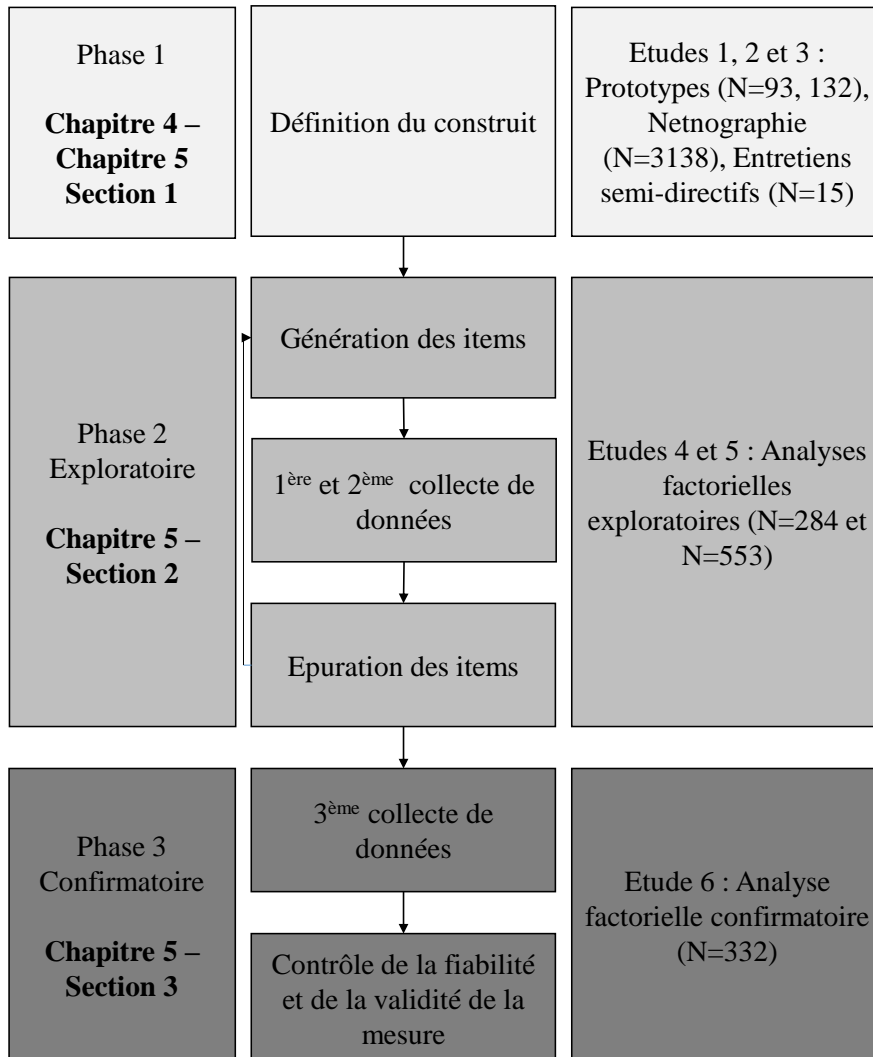 Phase 1
Chapitre 4 –
Chapitre 5
Section 1
Définition du construit
Etudes 1, 2 et 3 :
Prototypes (N=93, 132),
Netnographie
(N=3138), Entretiens
semi-directifs (N=15)
Phase 2
Exploratoire
Chapitre 5 –
Section 2
Génération des items
1ère et 2ème collecte de
données
Epuration des items
Etudes 4 et 5 : Analyses
factorielles
exploratoires (N=284 et
N=553)
Phase 3
Confirmatoire
Chapitre 5 –
Section 3
3ème collecte de
données
Contrôle de la fiabilité
et de la validité de la
mesure
Etude 6 : Analyse
factorielle confirmatoire
(N=332)